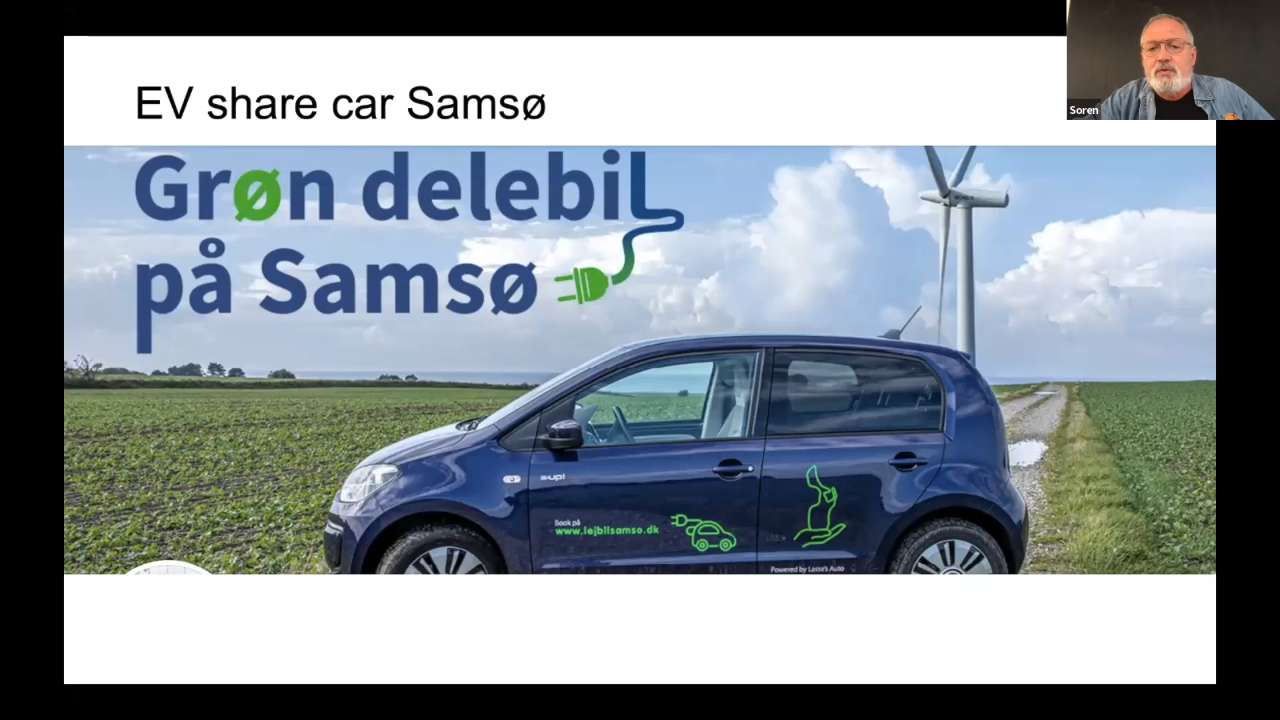 EV share car Samsø
Soren
Grøn delebil
på Samsø
e-up!
Book på
www.lejbilsamso.dk
Powered by Lasse's Auto